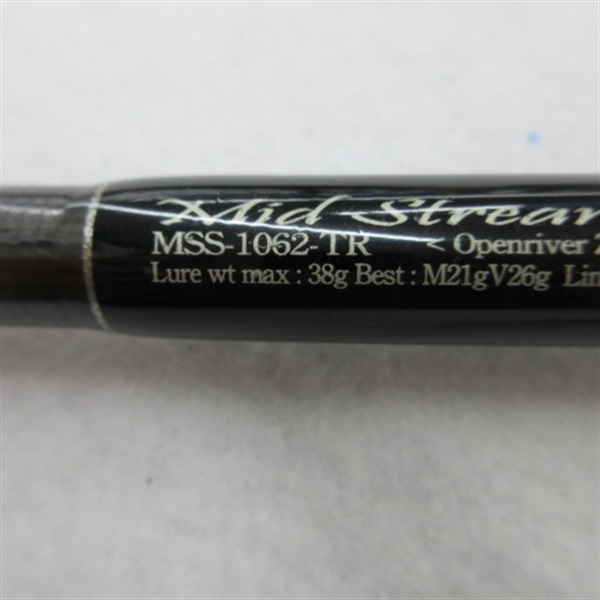 Mid Strea
MSS-1062-TR < Openriver
Lure wt max : 38g Best : M21gV26g Lin